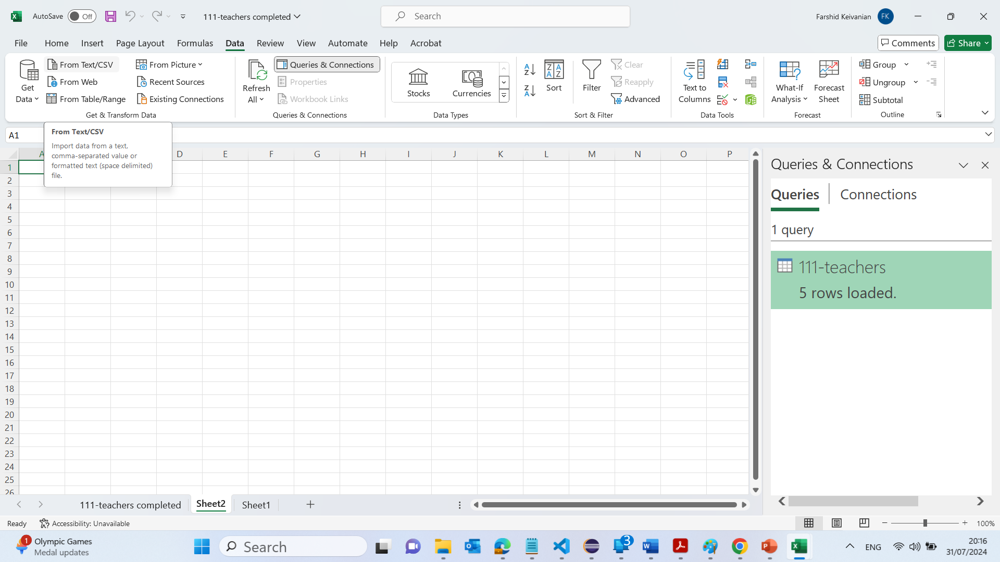 AutoSave Off 111-teachers completed Search Farshid Keivanian FK
File Home Insert Page Layout Formulas Data Review View Automate Help Acrobat Comments Share
Get Data
From Text/CSV
From Web
From Table/Range
From Picture
Recent Sources
Existing Connections
Get & Transform Data
Refresh All
Queries & Connections
Properties
Workbook Links
Queries & Connections
Stocks
Currencies
Data Types
Sort
Filter
Clear
Reapply
Advanced
Sort & Filter
Text to Columns
Data Tools
What-If Analysis
Forecast Sheet
Forecast
Group
Ungroup
Subtotal
Outline
A1
From Text/CSV
Import data from a text,
comma-separated value or
formatted text (space delimited)
file.
A D E F G H I J K L M N O P
1
2
3
4
5
6
7
8
9
10
11
12
13
14
15
16
17
18
19
20
21
22
23
24
25
26
Queries & Connections
Queries Connections
1 query
111-teachers
5 rows loaded.
111-teachers completed Sheet2 Sheet1
Ready Accessibility: Unavailable 100%
1 Olympic Games
Medal updates
Search
3
ENG
20:16
31/07/2024